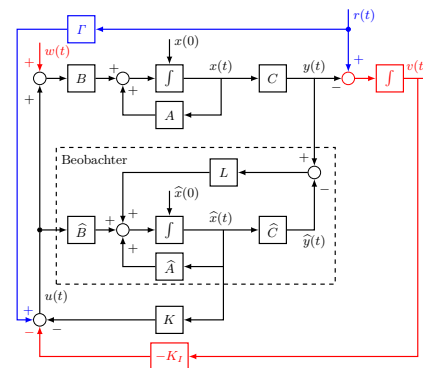 r(t)
Γ
w(t)
x(0)
+
v(t)
+
B
+
∫
x(t)
C
y(t)
−
∫
+
+
A
Beobachter
+
L
−
+
x̂(0)
B̂
+
∫
x̂(t)
Ĉ
ŷ(t)
+
Â
u(t)
+
−
−
K
−K_I